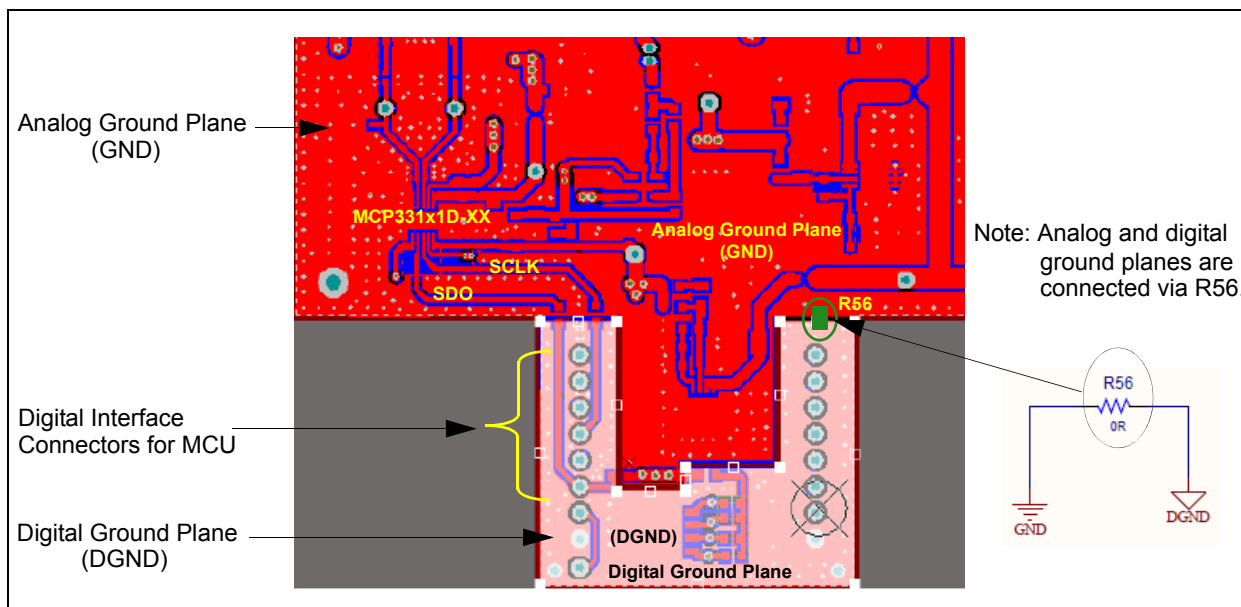 Analog Ground Plane
(GND)
MCP331x1D-XX
Analog Ground Plane
(GND)
SCLK
SDO
R56
Note: Analog and digital
ground planes are
connected via R56.
R56
0R
GND
DGND
Digital Interface
Connectors for MCU
Digital Ground Plane
(DGND)
(DGND)
Digital Ground Plane